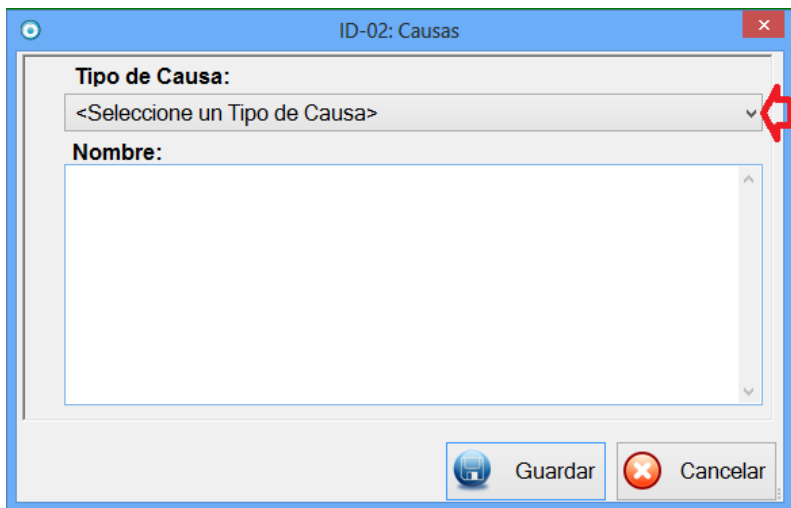 ID-02: Causas
Tipo de Causa:
<Seleccione un Tipo de Causa>
Nombre:
Guardar
Cancelar